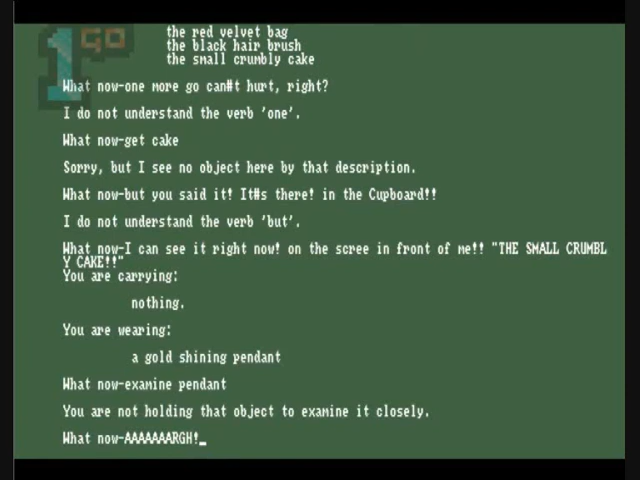 1
GO
the red velvet bag
the black hair brush
the small crumbly cake
What now-one more go can#t hurt, right?
I do not understand the verb 'one'.
What now-get cake
Sorry, but I see no object here by that description.
What now-but you said it! It#s there! in the Cupboard!!
I do not understand the verb 'but'.
What now-I can see it right now! on the scree in front of me!! "THE SMALL CRUMBL
Y CAKE!!"
You are carrying:
nothing.
You are wearing:
a gold shining pendant
What now-examine pendant
You are not holding that object to examine it closely.
What now-AAAAAAARGH!_